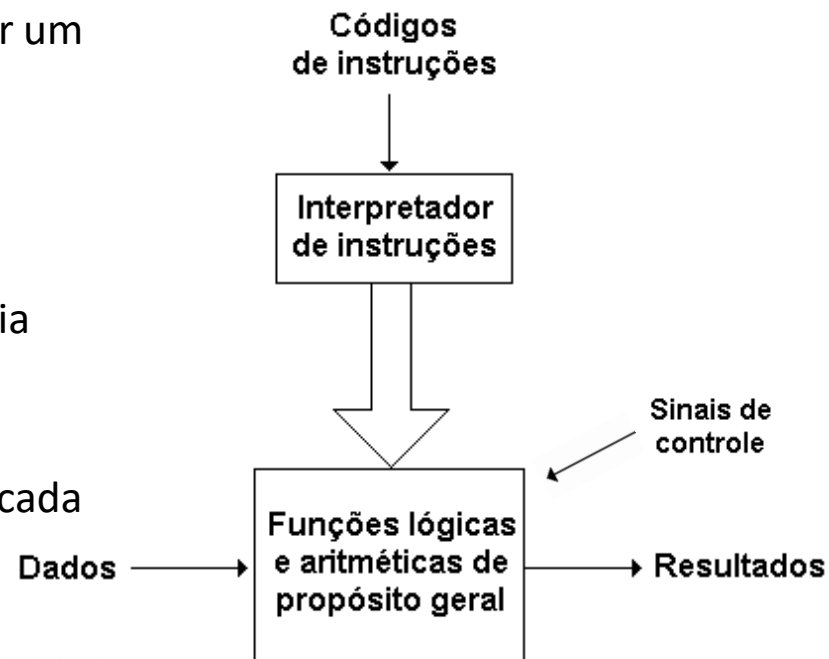 r um
Códigos
de instruções
Interpretador
de instruções
ia
Sinais de
controle
cada
Funções lógicas
e aritméticas de
propósito geral
Dados
Resultados